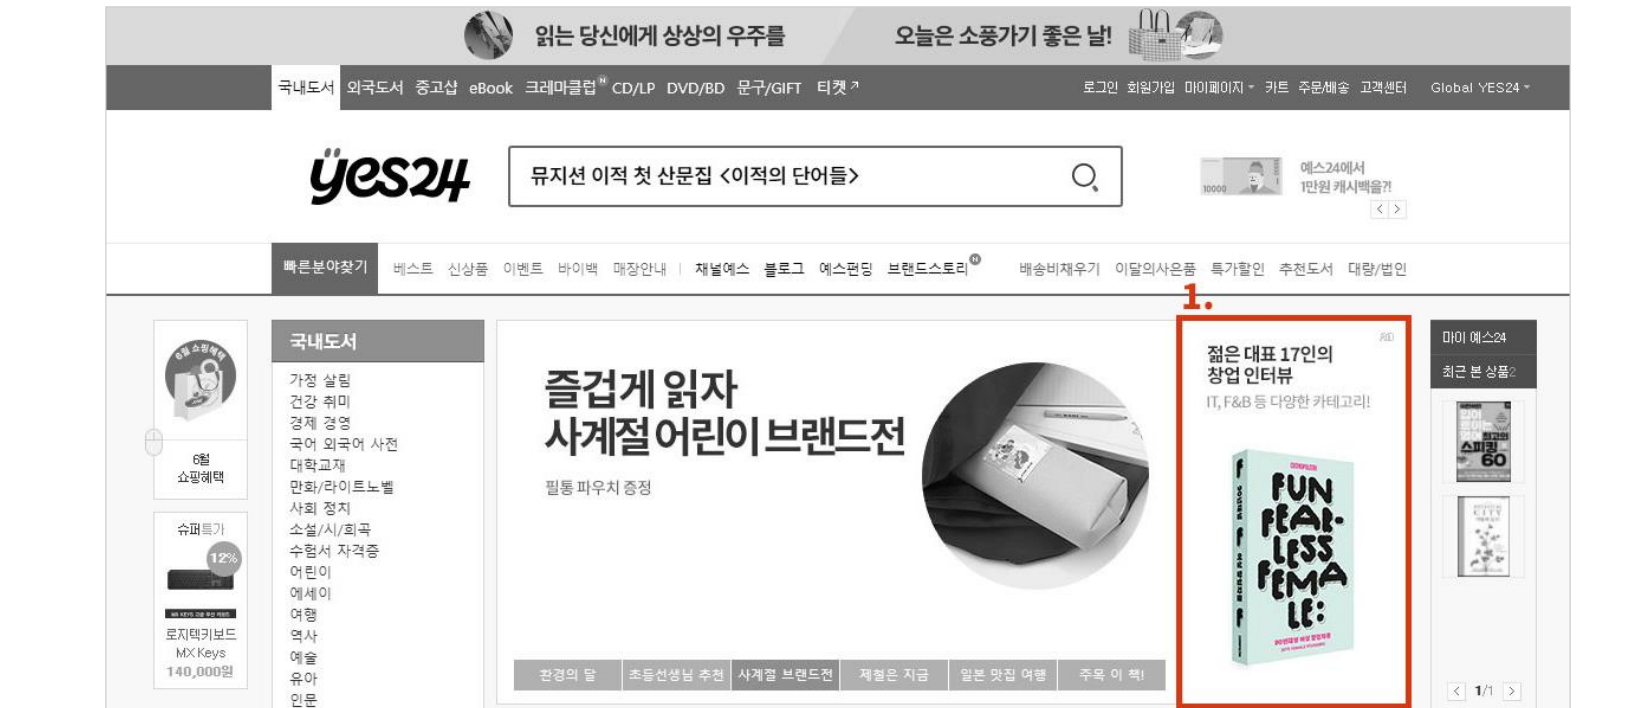 읽는 당신에게 상상의 우주를
오늘은 소풍가기 좋은 날!
국내도서 외국도서 중고샵 eBook 크레마클럽 N CD/LP DVD/BD 문구/GIFT 티켓
로그인 회원가입 마이페이지 카트 주문/배송 고객센터 Global YES24
yes24
뮤지션 이적 첫 산문집 <이적의 단어들>
10000
예스24에서
1만원 캐시백을?!
< >
빠른분야찾기 베스트 신상품 이벤트 바이백 매장안내 | 채널예스 블로그 예스펀딩 브랜드스토리 N 배송비채우기 이달의사은품 특가할인 추천도서 대량/법인
1.
6월 쇼핑혜택
6월
쇼핑혜택
슈퍼특가
12%
로지텍키보드
MX Keys
140,000원
국내도서
가정 살림
건강 취미
경제 경영
국어 외국어 사전
대학교재
만화/라이트노벨
사회 정치
소설/시/희곡
수험서 자격증
어린이
에세이
여행
역사
예술
유아
인문
즐겁게 읽자
사계절 어린이 브랜드전
필통 파우치 증정
환경의 달 초등선생님 추천 사계절 브랜드전 제철은 지금 일본 맛집 여행 주목 이 책!
AD
젊은 대표 17인의
창업 인터뷰
IT, F&B 등 다양한 카테고리!
COSMOPOLITAN
FUN
FEAR-
LESS
FEMA
LE:
마이 예스24
최근 본 상품2
스피킹
60
CITY
< 1/1 >